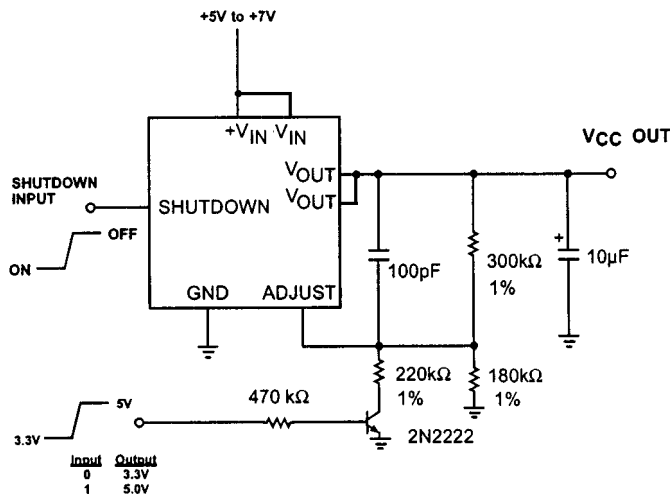 +5V to +7V
+VIN VIN
VOUT
VOUT
VCC OUT
SHUTDOWN
INPUT
SHUTDOWN
OFF
ON
GND
ADJUST
100pF
300kΩ
1%
+
10µF
220kΩ
1%
180kΩ
1%
470 kΩ
5V
3.3V
2N2222
Input Output
0 3.3V
1 5.0V